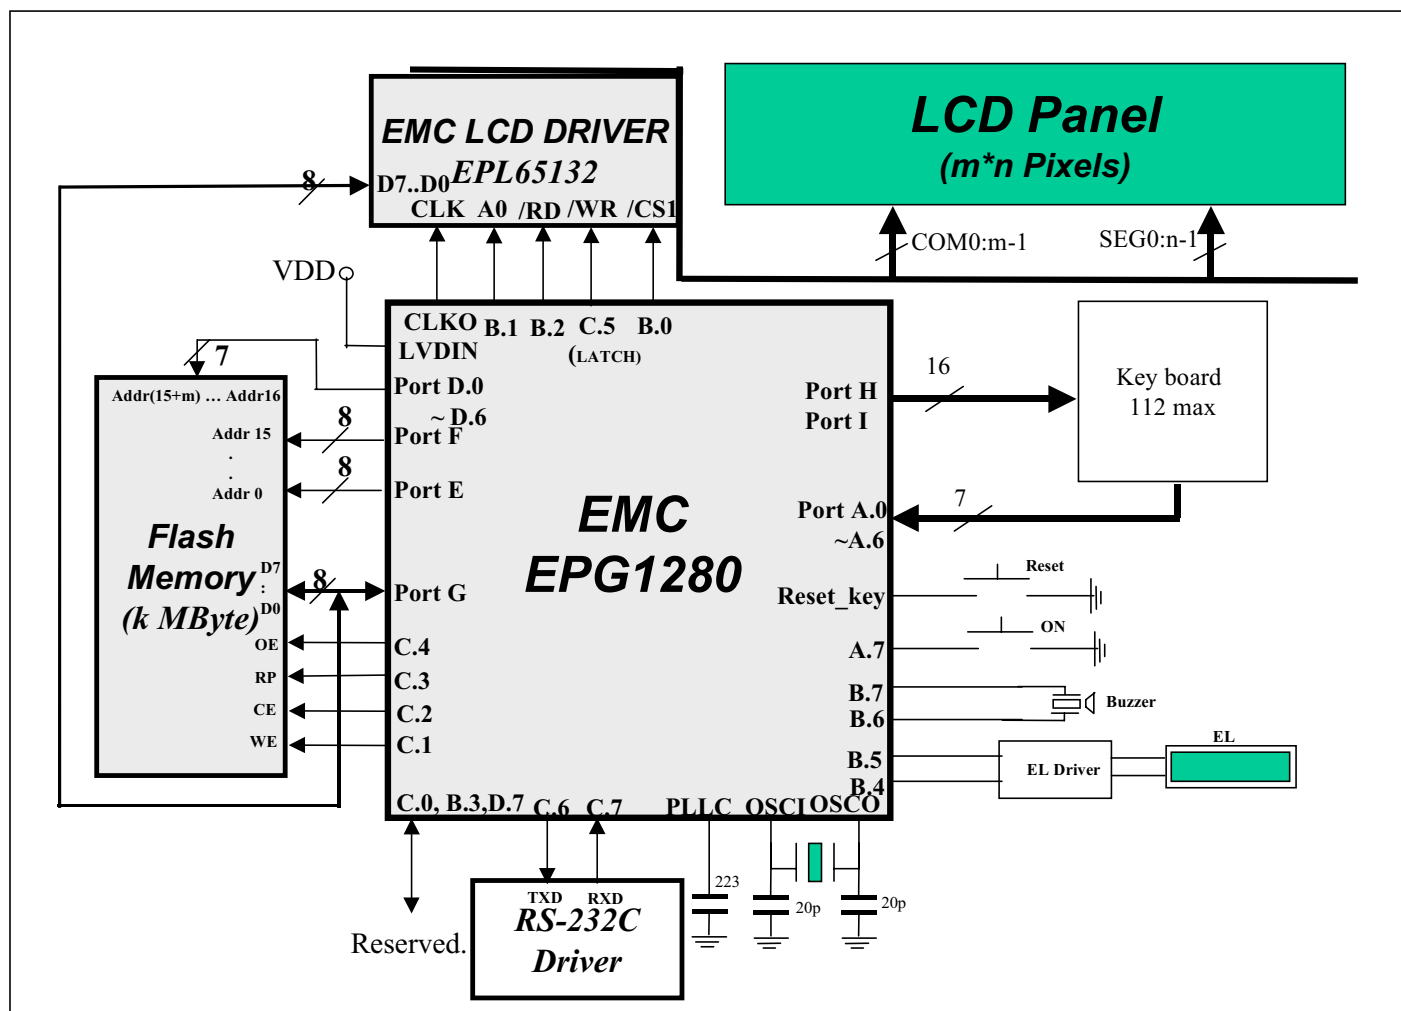 EMC LCD DRIVER
EPL65132
D7..D0
CLK A0 /RD /WR /CS1
8
LCD Panel
(m*n Pixels)
COM0:m-1
SEG0:n-1
VDD
CLKO B.1 B.2 C.5 B.0
(LATCH)
LVDIN
7
Port D.0
~ D.6
Port F
Port E
Port G
C.4
C.3
C.2
C.1
8
8
8
Addr(15+m) … Addr16
Addr 15
.
.
Addr 0
Flash
Memory
(k MByte)
D7
:
D0
OE
RP
CE
WE
EMC
EPG1280
Port H
Port I
16
Key board
112 max
Port A.0
~A.6
7
Reset_key
Reset
A.7
ON
B.7
B.6
Buzzer
B.5
B.4
EL Driver
EL
C.0, B.3,D.7 C.6 C.7 PLLC OSCI OSCO
223
20p
20p
Reserved.
TXD RXD
RS-232C
Driver